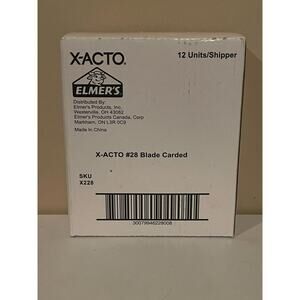 X-ACTO. 12 Units/Shipper
ELMER'S
Distributed By:
Elmer's Products, Inc.
Westerville, OH 43082
Elmer's Products Canada, Corp
Markham, ON L3R 0C9
Made In China
X-ACTO #28 Blade Carded
SKU
X228
30079946228008